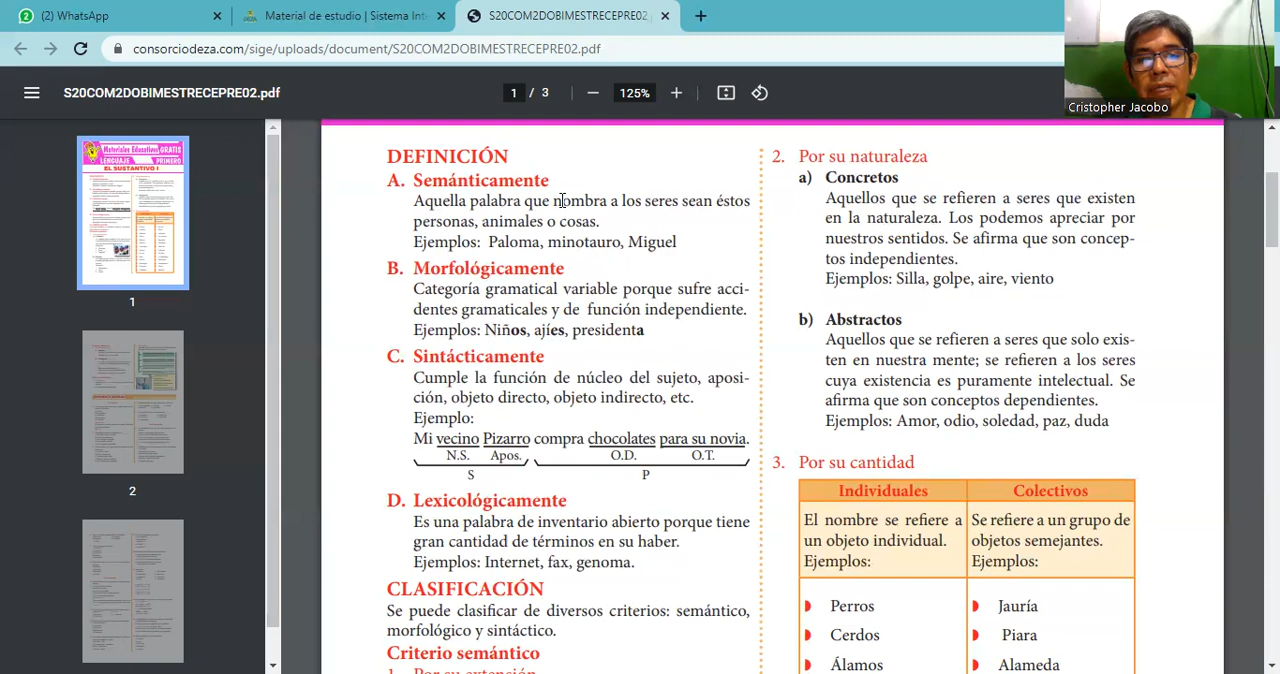 (2) WhatsApp
Material de estudio | Sistema Int
S20COM2DOBIMESTRECEPRE02
consorciodeza.com/sige/uploads/document/S20COM2DOBIMESTRECEPRE02.pdf
Cristopher Jacobo
S20COM2DOBIMESTRECEPRE02.pdf
1 / 3
125%
Materiales Educativos GRATIS
LENGUAJE PRIMERO
EL SUSTANTIVO I
1
2
DEFINICIÓN
A. Semánticamente
Aquella palabra que nombra a los seres sean éstos
personas, animales o cosas.
Ejemplos: Paloma, minotauro, Miguel
B. Morfológicamente
Categoría gramatical variable porque sufre acci-
dentes gramaticales y de función independiente.
Ejemplos: Niños, ajíes, presidenta
C. Sintácticamente
Cumple la función de núcleo del sujeto, aposi-
ción, objeto directo, objeto indirecto, etc.
Ejemplo:
Mi vecino Pizarro compra chocolates para su novia.
N.S. Apos. O.D. O.T.
S P
D. Lexicológicamente
Es una palabra de inventario abierto porque tiene
gran cantidad de términos en su haber.
Ejemplos: Internet, fax, genoma.
CLASIFICACIÓN
Se puede clasificar de diversos criterios: semántico,
morfológico y sintáctico.
Criterio semántico
1. Por su extensión
2. Por su naturaleza
a) Concretos
Aquellos que se refieren a seres que existen
en la naturaleza. Los podemos apreciar por
nuestros sentidos. Se afirma que son concep-
tos independientes.
Ejemplos: Silla, golpe, aire, viento
b) Abstractos
Aquellos que se refieren a seres que solo exis-
ten en nuestra mente; se refieren a los seres
cuya existencia es puramente intelectual. Se
afirma que son conceptos dependientes.
Ejemplos: Amor, odio, soledad, paz, duda
3. Por su cantidad
Individuales Colectivos
El nombre se refiere a
un objeto individual.
Ejemplos:
Se refiere a un grupo de
objetos semejantes.
Ejemplos:
Perros Jauría
Cerdos Piara
Álamos Alameda